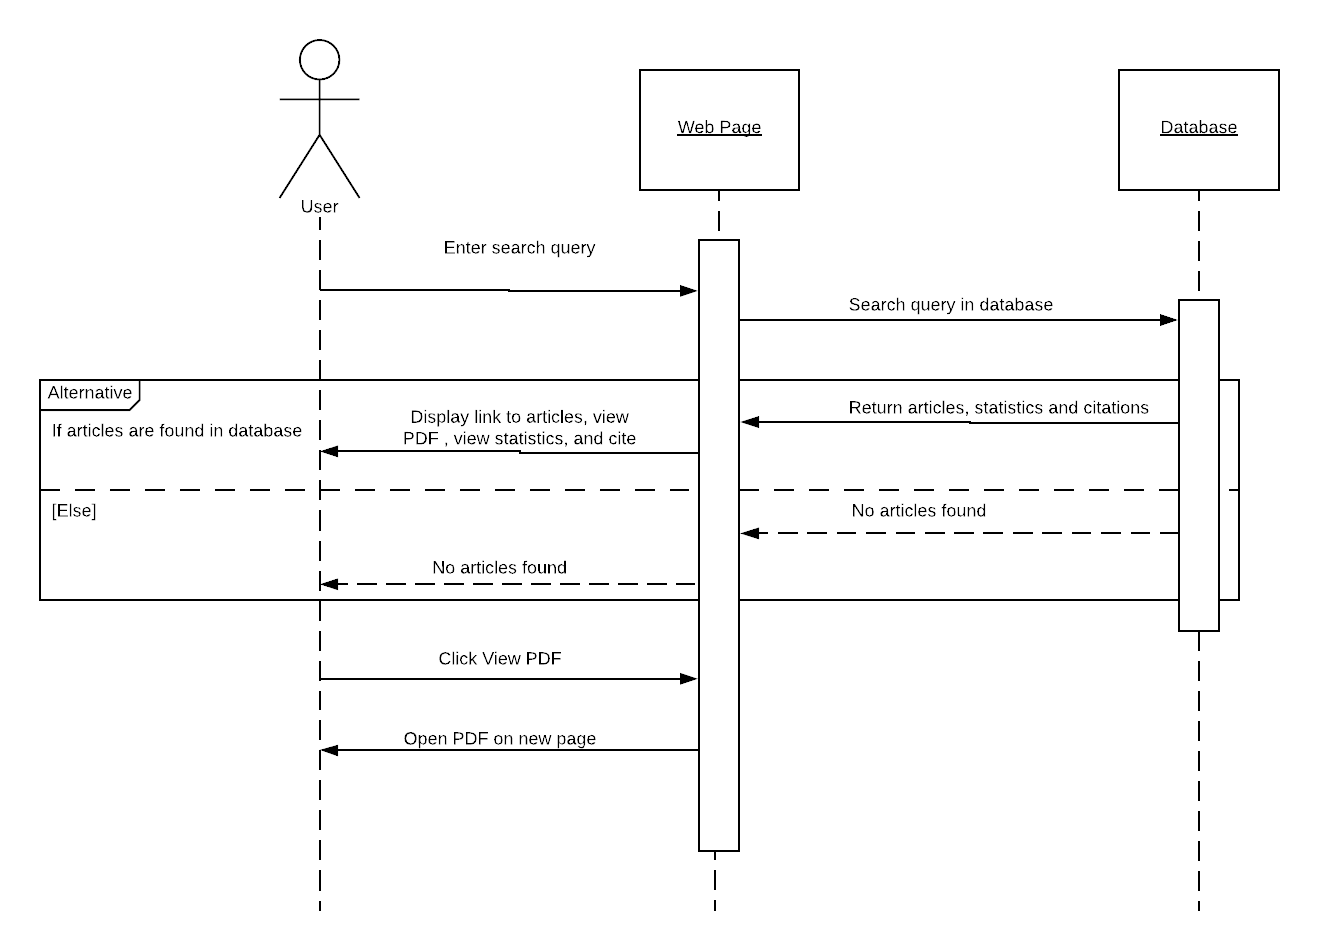 User
Web Page
Database
Enter search query
Search query in database
Alternative
If articles are found in database
Return articles, statistics and citations
Display link to articles, view
PDF , view statistics, and cite
[Else]
No articles found
No articles found
Click View PDF
Open PDF on new page